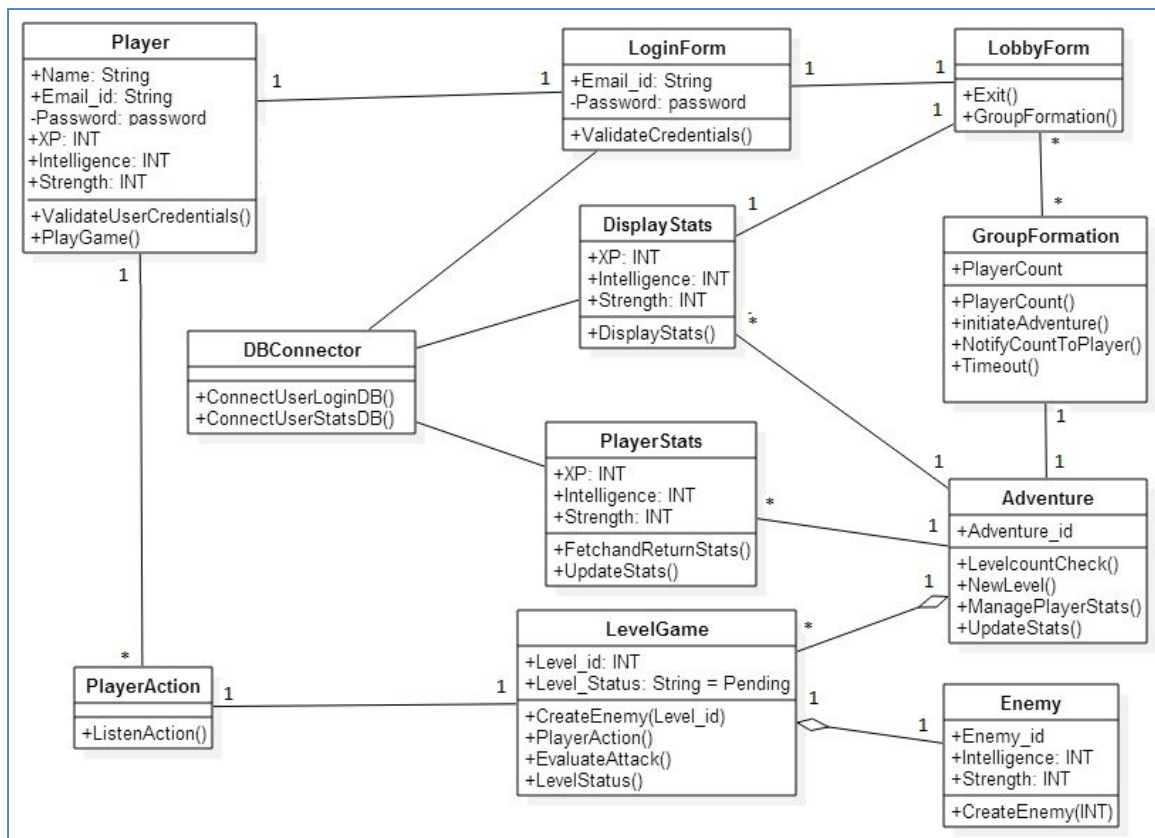 Player
+Name: String
+Email_id: String
-Password: password
+XP: INT
+Intelligence: INT
+Strength: INT
+ValidateUserCredentials()
+PlayGame()
1
1
1
*
LoginForm
+Email_id: String
-Password: password
+ValidateCredentials()
1
1
LobbyForm
+Exit()
+GroupFormation()
1
1
*
*
DisplayStats
+XP: INT
+Intelligence: INT
+Strength: INT
+DisplayStats()
*
1
GroupFormation
+PlayerCount
+PlayerCount()
+initiateAdventure()
+NotifyCountToPlayer()
+Timeout()
1
1
DBConnector
+ConnectUserLoginDB()
+ConnectUserStatsDB()
PlayerStats
+XP: INT
+Intelligence: INT
+Strength: INT
+FetchandReturnStats()
+UpdateStats()
*
1
Adventure
+Adventure_id
+LevelcountCheck()
+NewLevel()
+ManagePlayerStats()
+UpdateStats()
1
*
PlayerAction
+ListenAction()
1
1
LevelGame
+Level_id: INT
+Level_Status: String = Pending
+CreateEnemy(Level_id)
+PlayerAction()
+EvaluateAttack()
+LevelStatus()
1
1
Enemy
+Enemy_id
+Intelligence: INT
+Strength: INT
+CreateEnemy(INT)